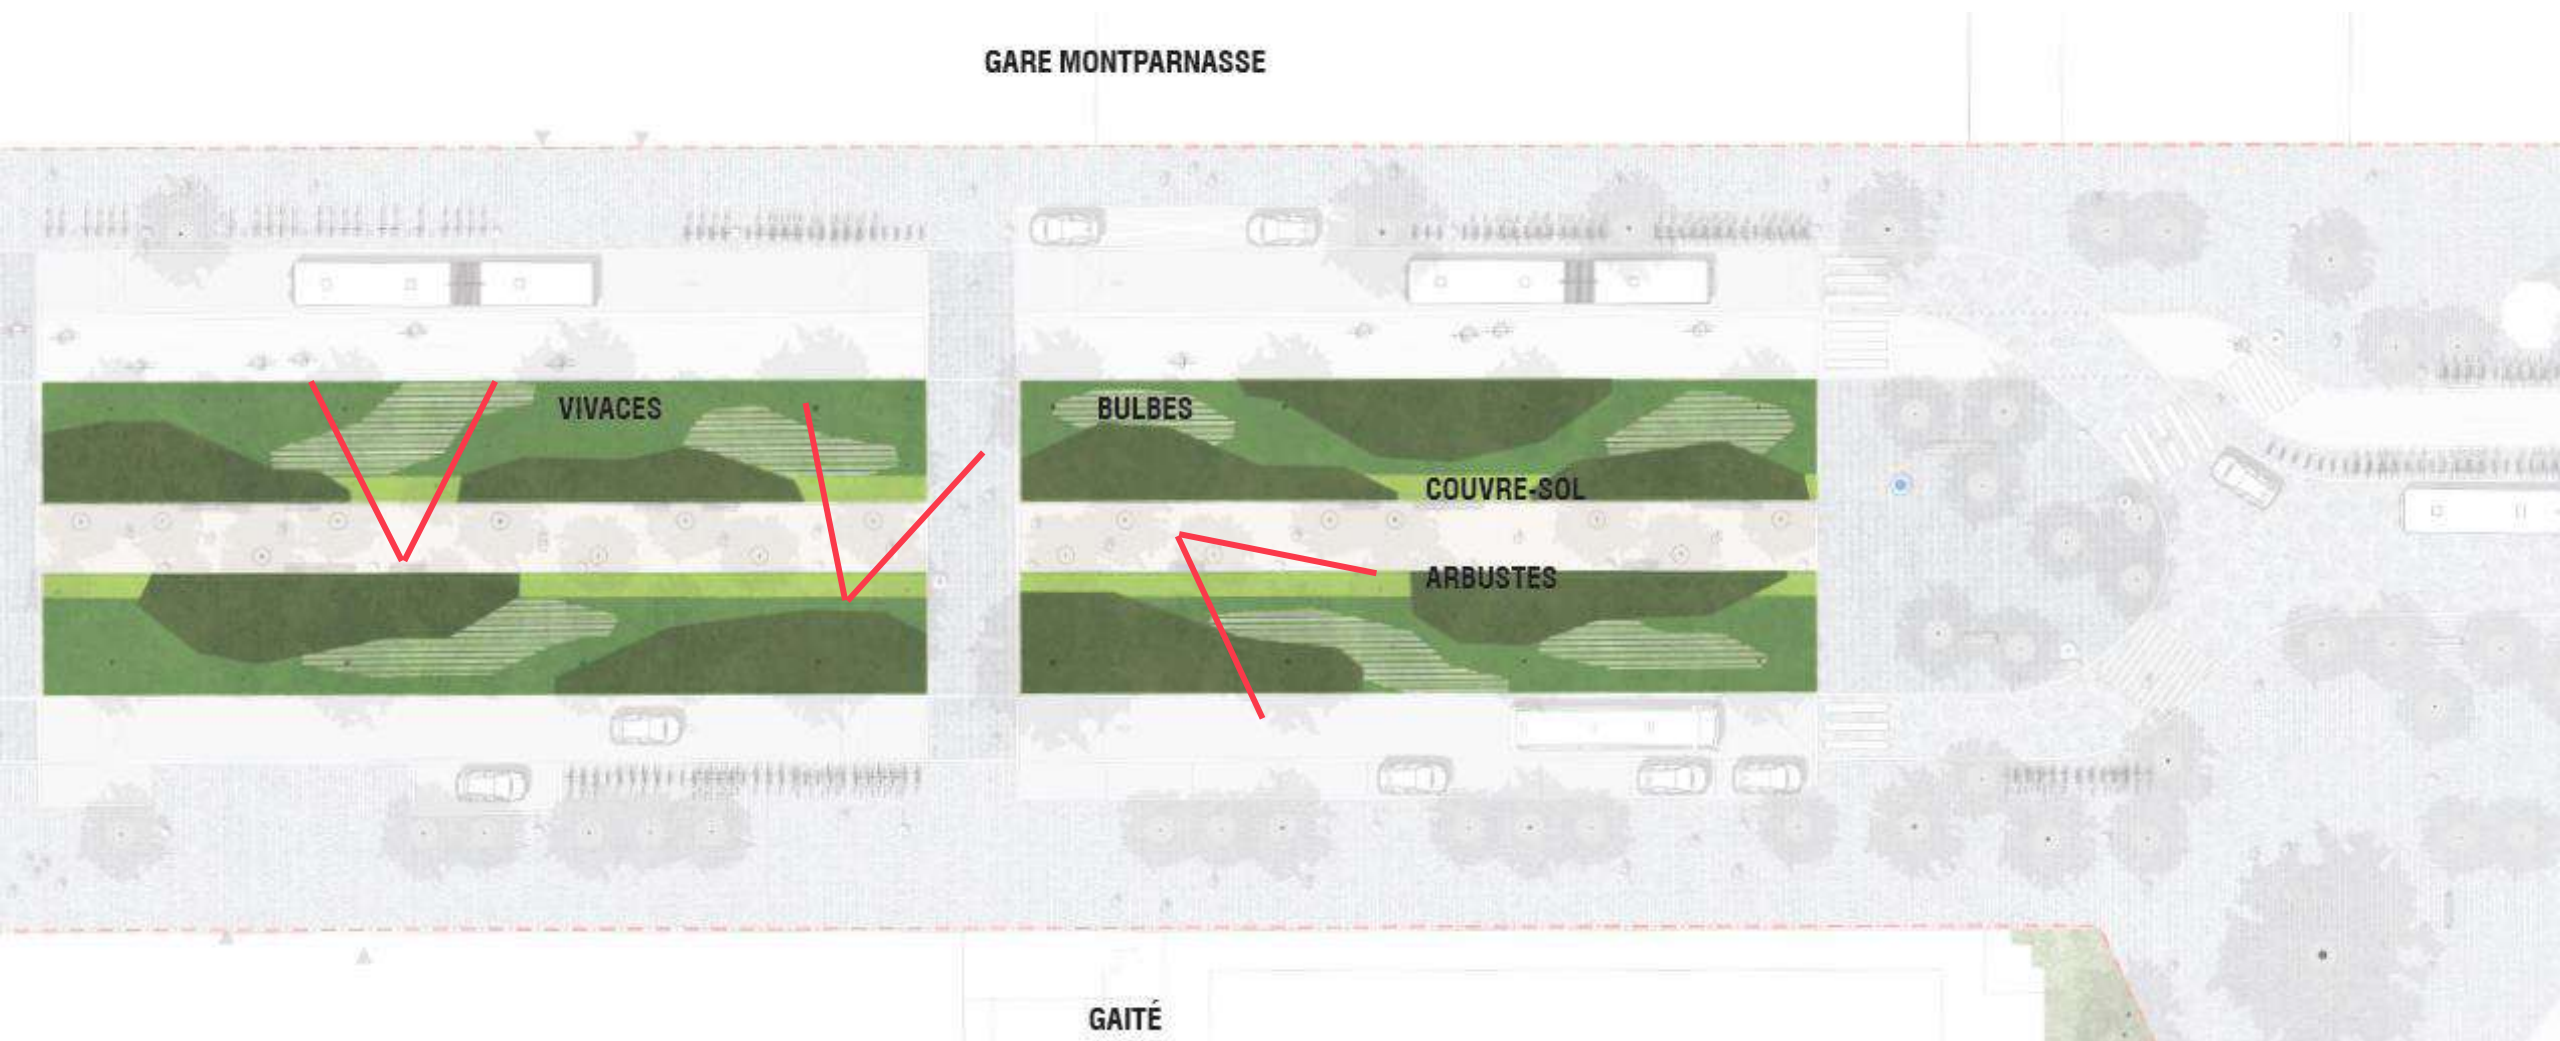 GARE MONTPARNASSE
VIVACES
BULBES
COUVRE-SOL
ARBUSTES
GAITÉ